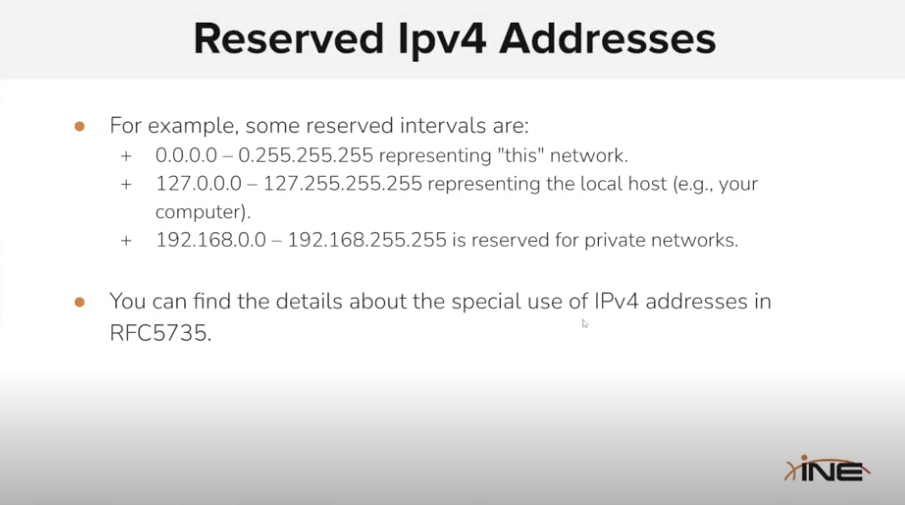 Reserved Ipv4 Addresses
● For example, some reserved intervals are:
+ 0.0.0.0 – 0.255.255.255 representing "this" network.
+ 127.0.0.0 – 127.255.255.255 representing the local host (e.g., your
computer).
+ 192.168.0.0 – 192.168.255.255 is reserved for private networks.
● You can find the details about the special use of IPv4 addresses in
RFC5735.
INE